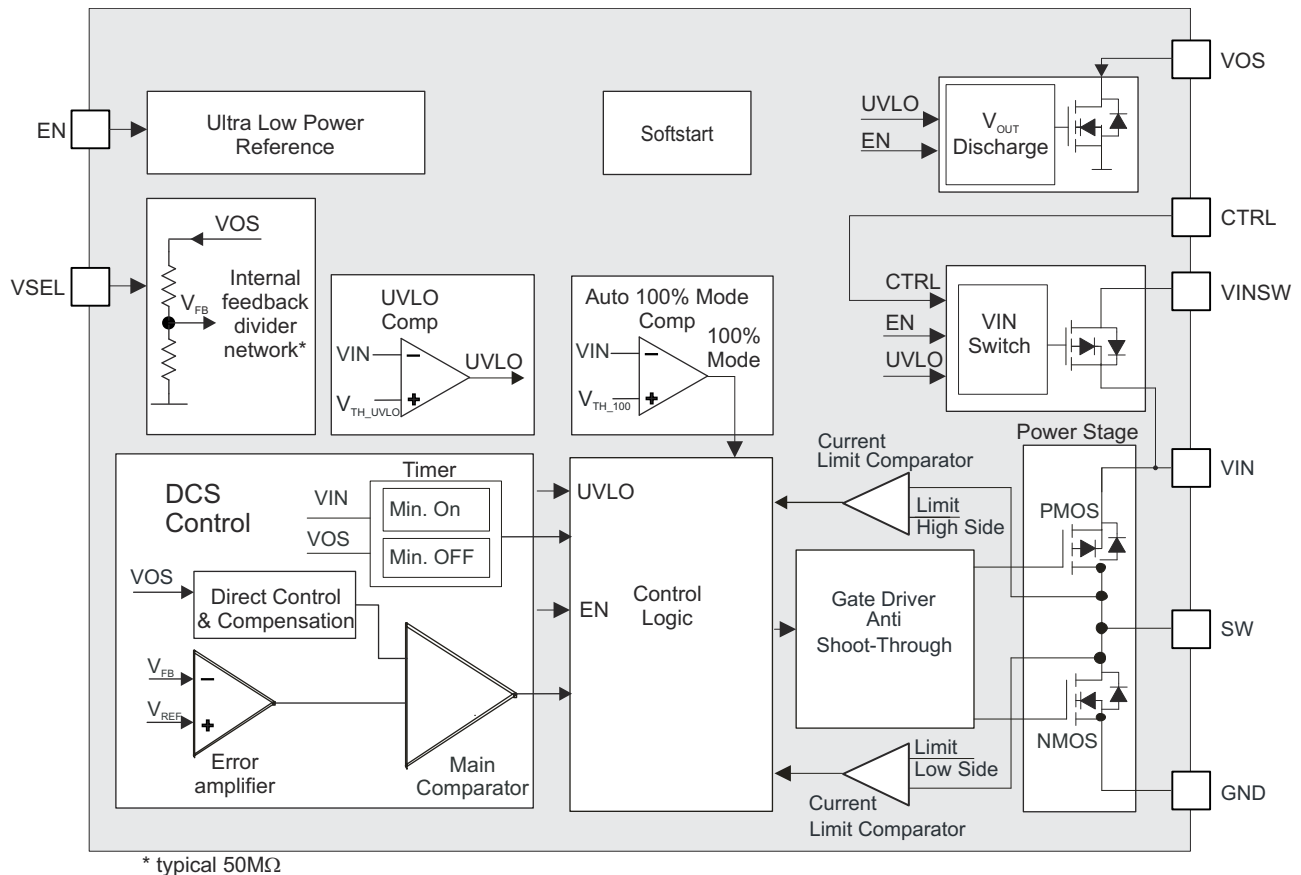 VOS
EN
Ultra Low Power
Reference
Softstart
UVLO
EN
V_OUT
Discharge
CTRL
VSEL
VOS
V_FB
Internal
feedback
divider
network*
UVLO
Comp
VIN
V_TH_UVLO
UVLO
Auto 100% Mode
Comp
100%
Mode
VIN
V_TH_100
CTRL
EN
UVLO
VIN
Switch
VINSW
DCS
Control
Timer
VIN
VOS
Min. On
Min. OFF
VOS
Direct Control
& Compensation
V_FB
V_REF
Error
amplifier
Main
Comparator
UVLO
EN
Control
Logic
Current
Limit Comparator
Limit
High Side
Gate Driver
Anti
Shoot-Through
Limit
Low Side
Current
Limit Comparator
Power Stage
PMOS
NMOS
VIN
SW
GND
* typical 50MΩ